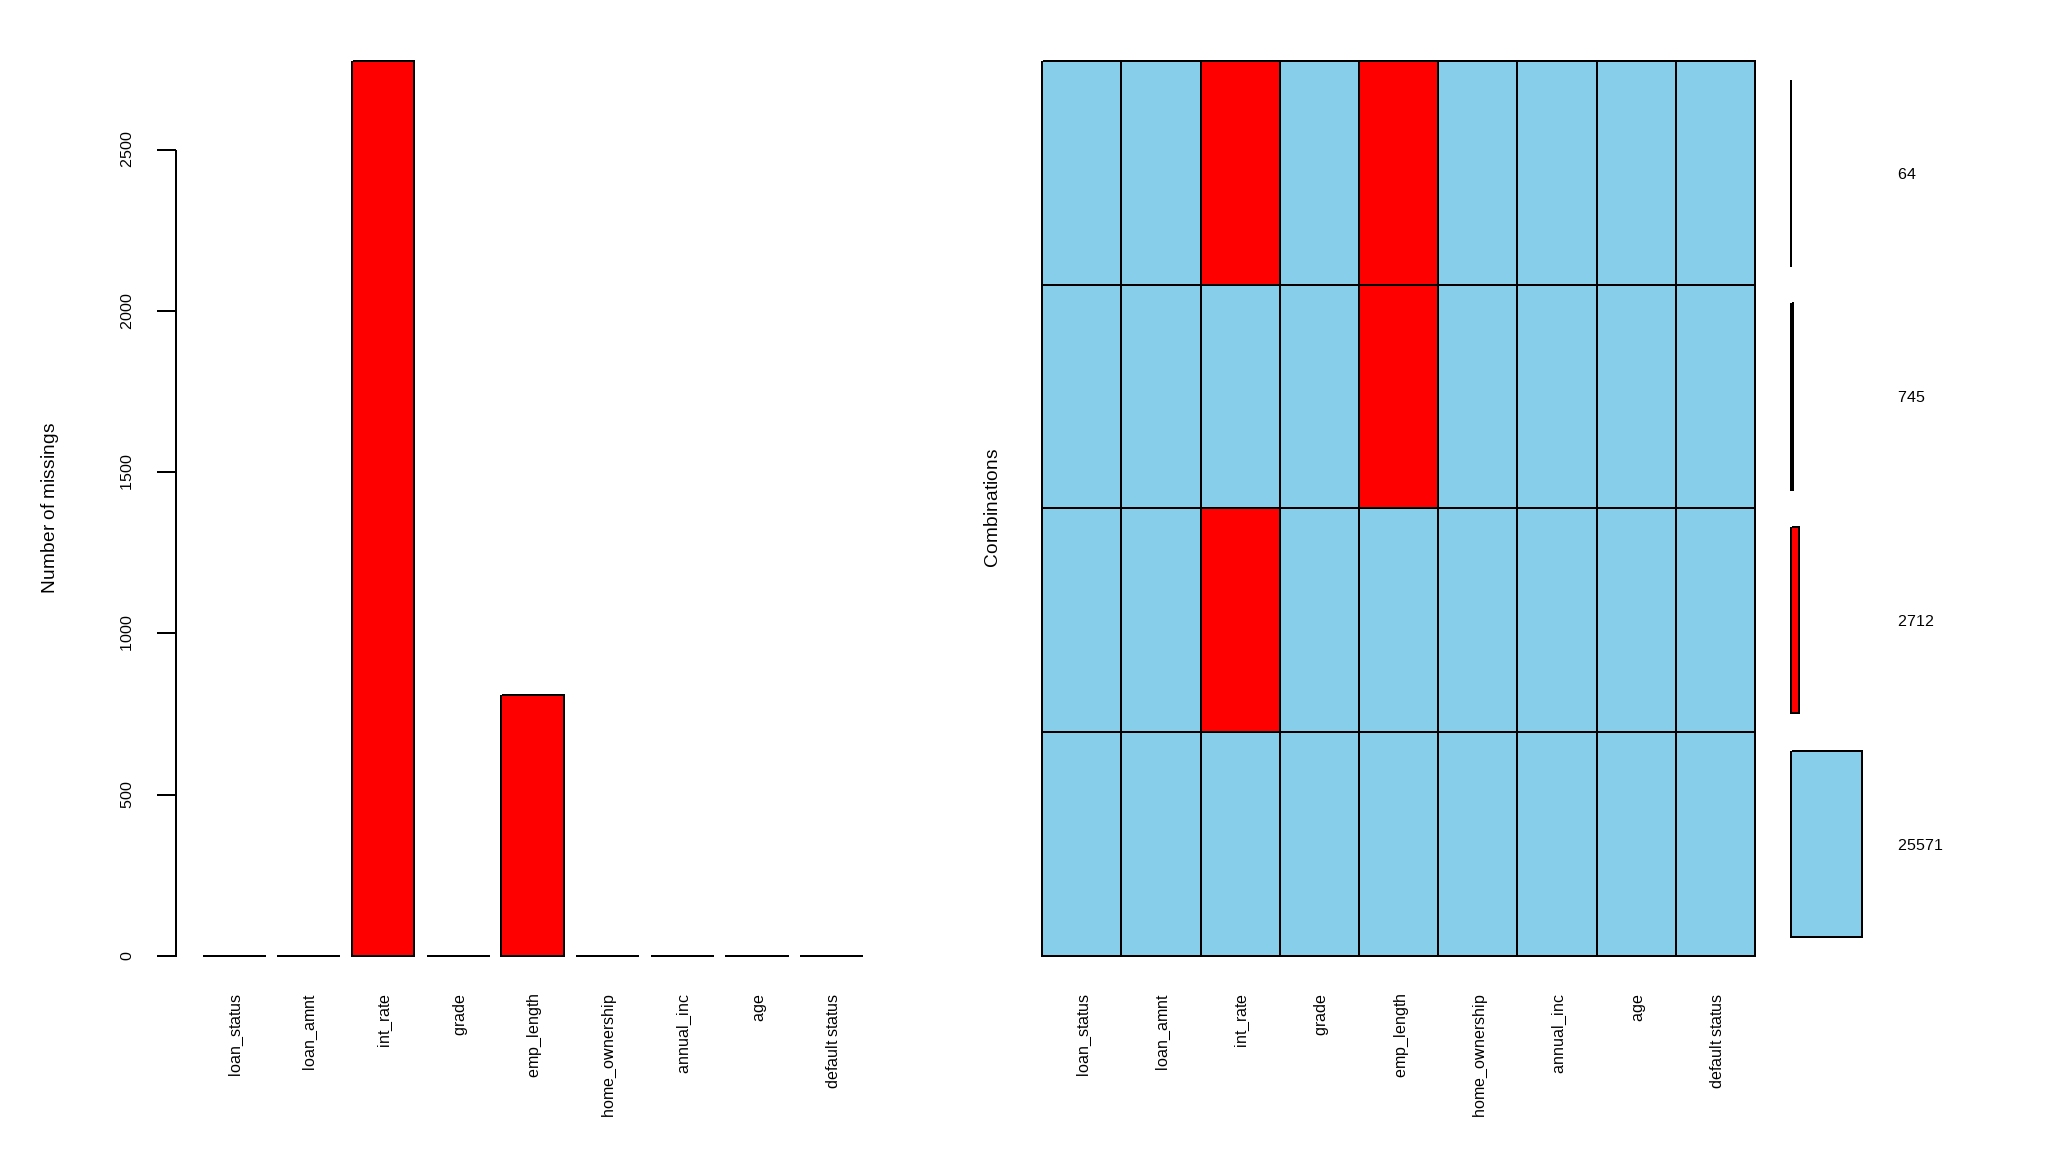 Number of missings
2500
2000
1500
1000
500
0
loan_status
loan_amnt
int_rate
grade
emp_length
home_ownership
annual_inc
age
default status
Combinations
64
745
2712
25571
loan_status
loan_amnt
int_rate
grade
emp_length
home_ownership
annual_inc
age
default status